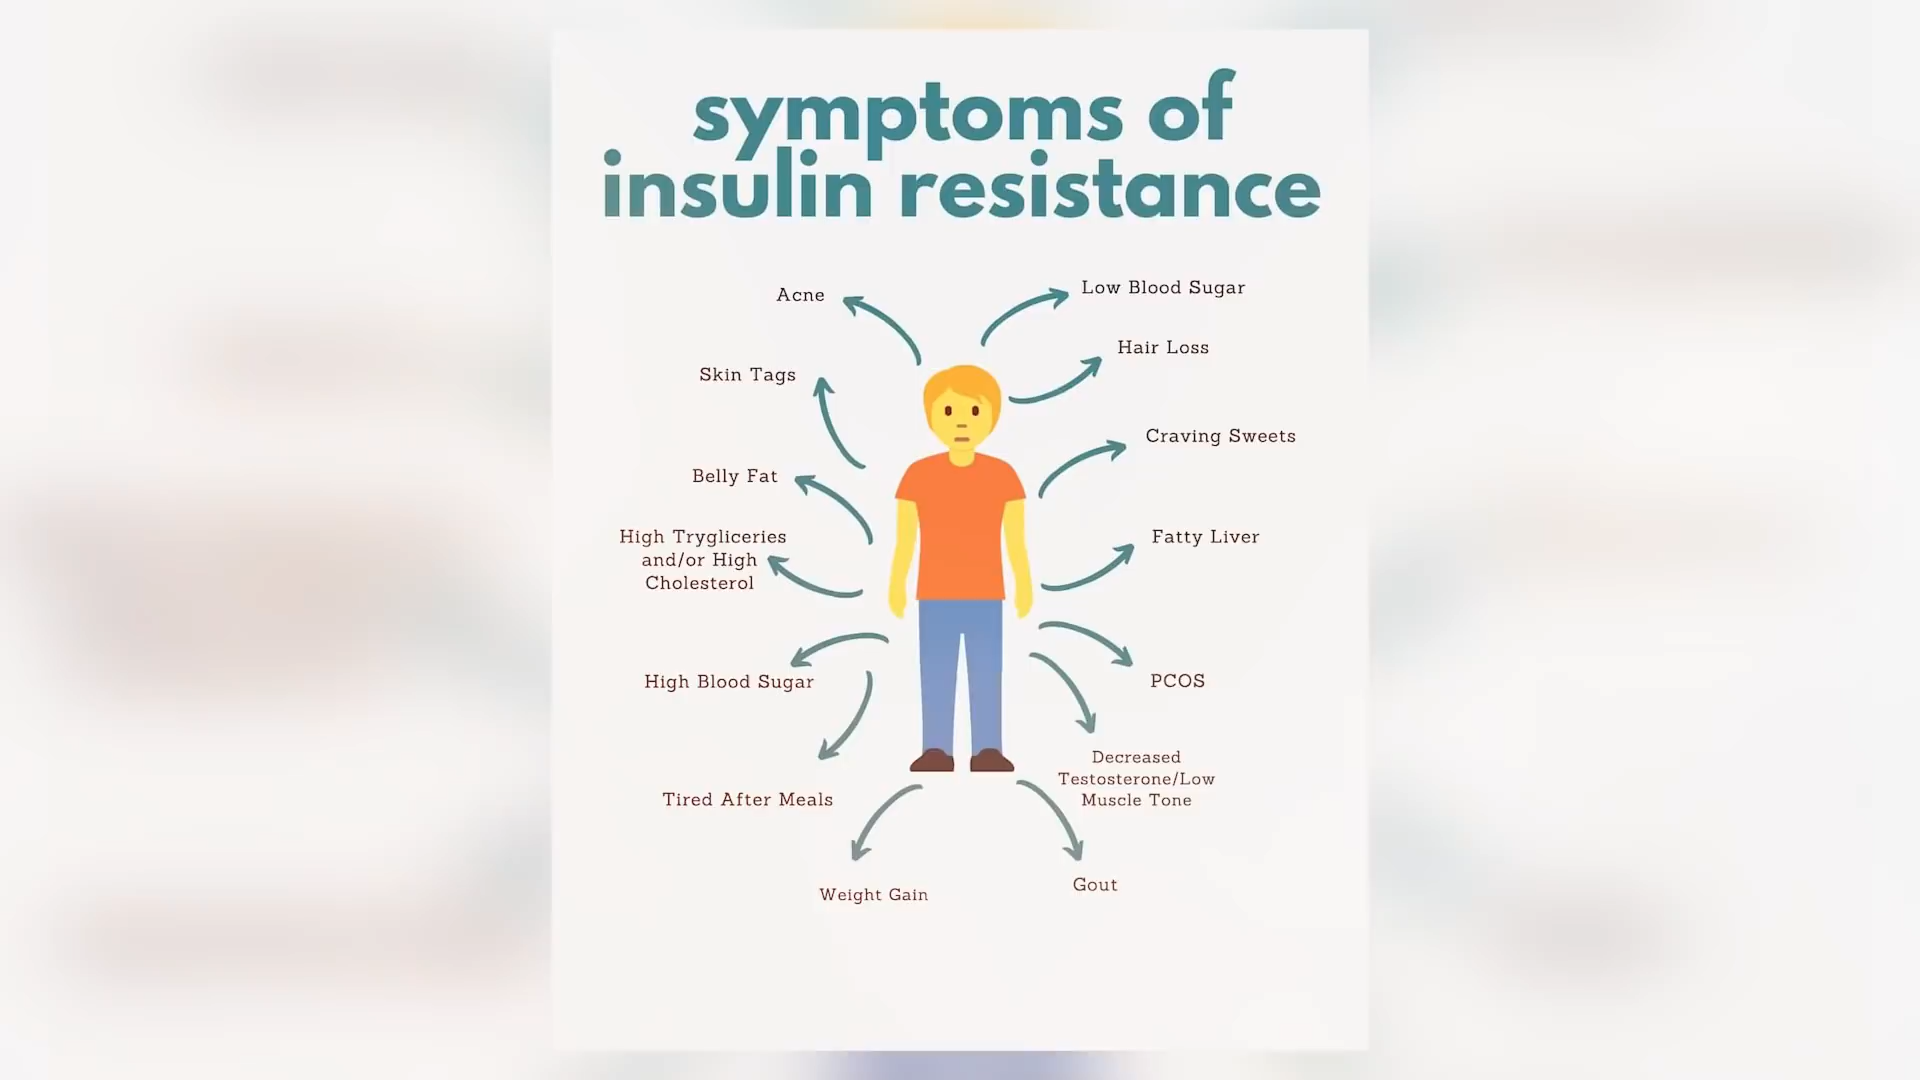 symptoms of
insulin resistance
Acne
Low Blood Sugar
Hair Loss
Skin Tags
Craving Sweets
Belly Fat
High Trygliceries
and/or High
Cholesterol
Fatty Liver
High Blood Sugar
PCOS
Decreased
Testosterone/Low
Muscle Tone
Tired After Meals
Weight Gain
Gout